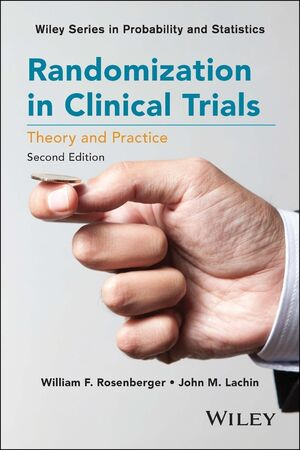 Wiley Series in Probability and Statistics
Randomization
in Clinical Trials
Theory and Practice
Second Edition
William F. Rosenberger • John M. Lachin
WILEY